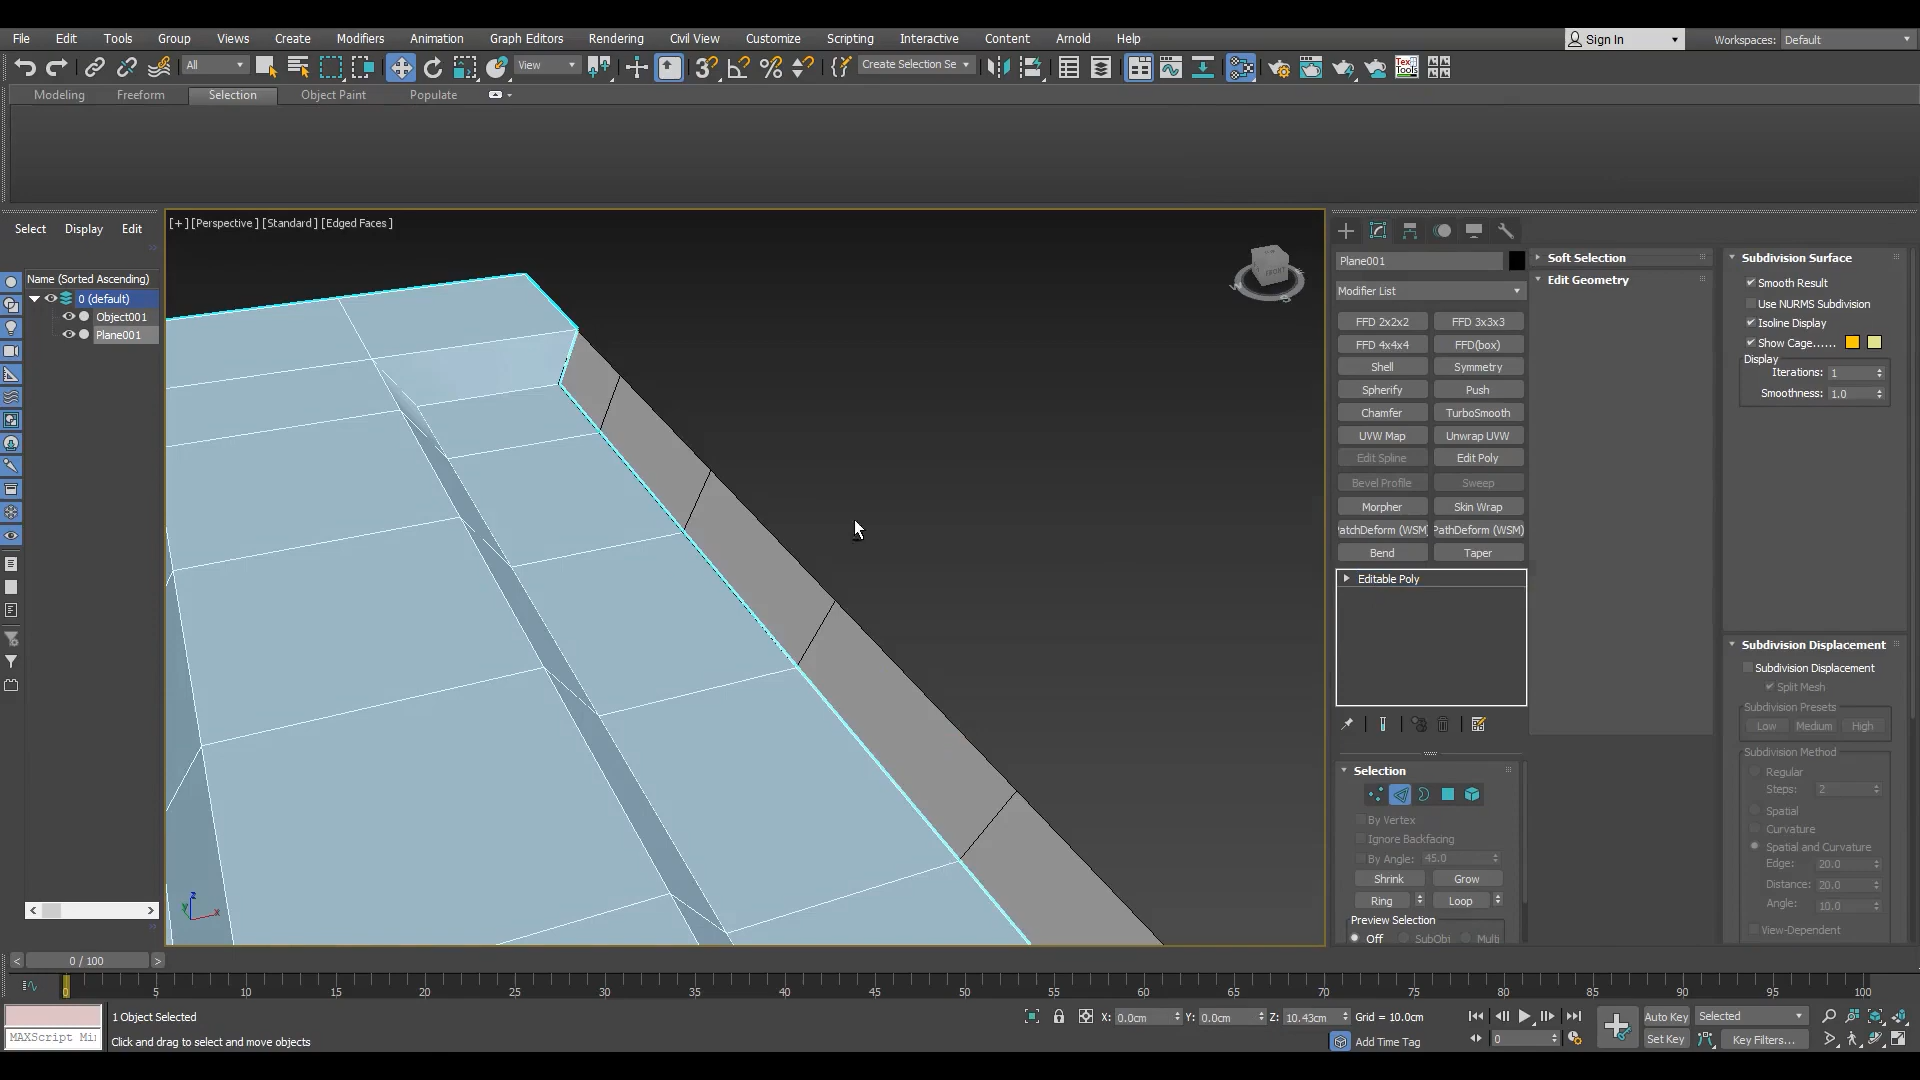 File Edit Tools Group Views Create Modifiers Animation Graph Editors Rendering Civil View Customize Scripting Interactive Content Arnold Help
Sign In
Workspaces: Default
All
View
Create Selection Se
Tex Tools
Modeling Freeform Selection Object Paint Populate
Select Display Edit
Name (Sorted Ascending)
0 (default)
Object001
Plane001
[+] [Perspective] [Standard] [Edged Faces]
FRONT
Plane001
Modifier List
FFD 2x2x2 FFD 3x3x3
FFD 4x4x4 FFD(box)
Shell Symmetry
Spherify Push
Chamfer TurboSmooth
UVW Map Unwrap UVW
Edit Spline Edit Poly
Bevel Profile Sweep
Morpher Skin Wrap
atchDeform (WSM) PathDeform (WSM)
Bend Taper
Editable Poly
Selection
By Vertex
Ignore Backfacing
By Angle: 45.0
Shrink Grow
Ring Loop
Preview Selection
Off SubObj Multi
Soft Selection
Edit Geometry
Subdivision Surface
Smooth Result
Use NURMS Subdivision
Isoline Display
Show Cage......
Display
Iterations: 1
Smoothness: 1.0
Subdivision Displacement
Subdivision Displacement
Split Mesh
Subdivision Presets
Low Medium High
Subdivision Method
Regular
Steps: 2
Spatial
Curvature
Spatial and Curvature
Edge: 20.0
Distance: 20.0
Angle: 10.0
View-Dependent
z
y
x
< 0 / 100 >
0 5 10 15 20 25 30 35 40 45 50 55 60 65 70 75 80 85 90 95 100
1 Object Selected
MAXScript Mi
Click and drag to select and move objects
X: 0.0cm Y: 0.0cm Z: 10.43cm Grid = 10.0cm
Add Time Tag
0
Auto Key Selected
Set Key Key Filters...